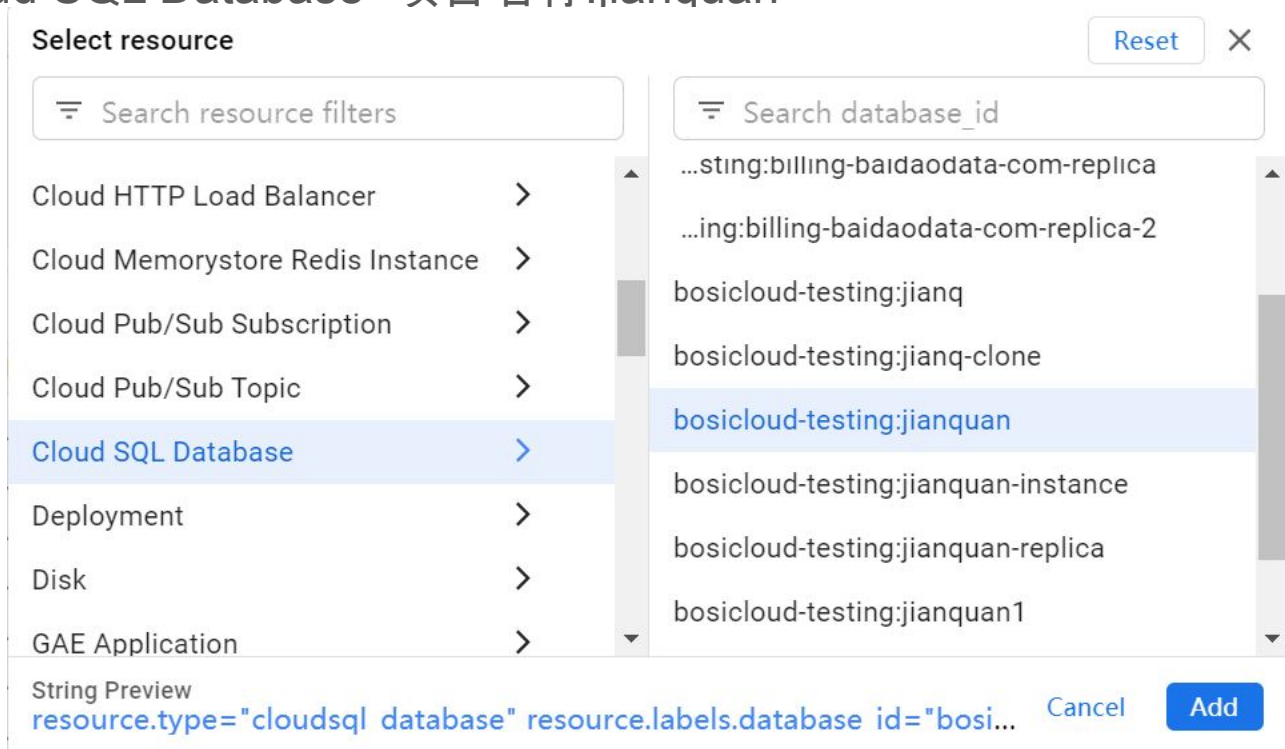 Select resource
Reset
Search resource filters
Cloud HTTP Load Balancer
Cloud Memorystore Redis Instance
Cloud Pub/Sub Subscription
Cloud Pub/Sub Topic
Cloud SQL Database
Deployment
Disk
GAE Application
Search database_id
...sting:billing-baidaodata-com-replica
...ing:billing-baidaodata-com-replica-2
bosicloud-testing:jianq
bosicloud-testing:jianq-clone
bosicloud-testing:jianquan
bosicloud-testing:jianquan-instance
bosicloud-testing:jianquan-replica
bosicloud-testing:jianquan1
String Preview
resource.type="cloudsql_database" resource.labels.database_id="bosi...
Cancel
Add